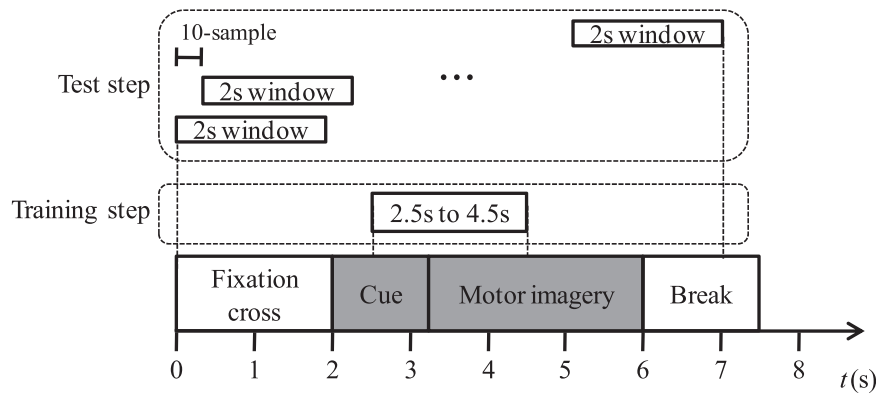 10-sample
2s window
Test step
2s window
...
2s window
Training step
2.5s to 4.5s
Fixation
cross
Cue
Motor imagery
Break
0 1 2 3 4 5 6 7 8
t(s)